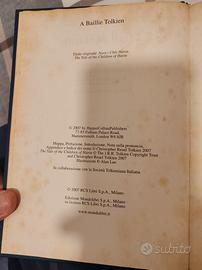 A Baillie Tolkien
Titolo originale: Narn i Chîn Húrin
The Tale of the Children of Húrin
© 2007 by HarperCollinsPublishers
77-85 Fulham Palace Road,
Hammersmith, London W6 8JB
Mappa, Prefazione, Introduzione, Nota sulla pronuncia,
Appendici e Indice dei nomi © Christopher Reuel Tolkien 2007
The Tale of the Children of Húrin © The J.R.R. Tolkien Copyright Trust
and Christopher Reuel Tolkien 2007
Illustrazioni © Alan Lee
In collaborazione con la Società Tolkieniana Italiana
© 2007 RCS Libri S.p.A., Milano
Edizione Mondolibri S.p.A., Milano
su licenza RCS Libri S.p.A., Milano
www.mondolibri.it
subito